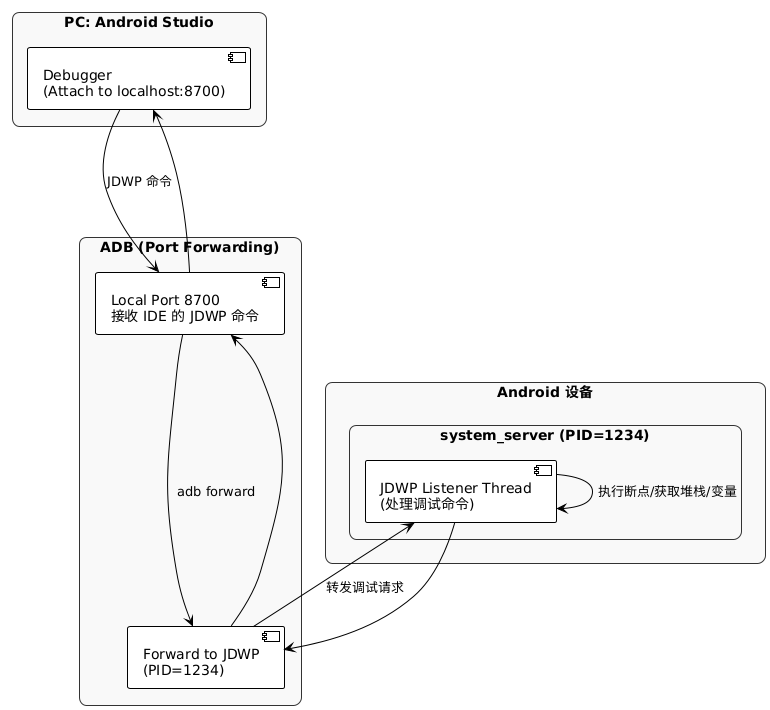 PC: Android Studio
Debugger
(Attach to localhost:8700)
JDWP 命令
ADB (Port Forwarding)
Local Port 8700
接收 IDE 的 JDWP 命令
adb forward
Android 设备
system_server (PID=1234)
JDWP Listener Thread
(处理调试命令)
执行断点/获取堆栈/变量
转发调试请求
Forward to JDWP
(PID=1234)